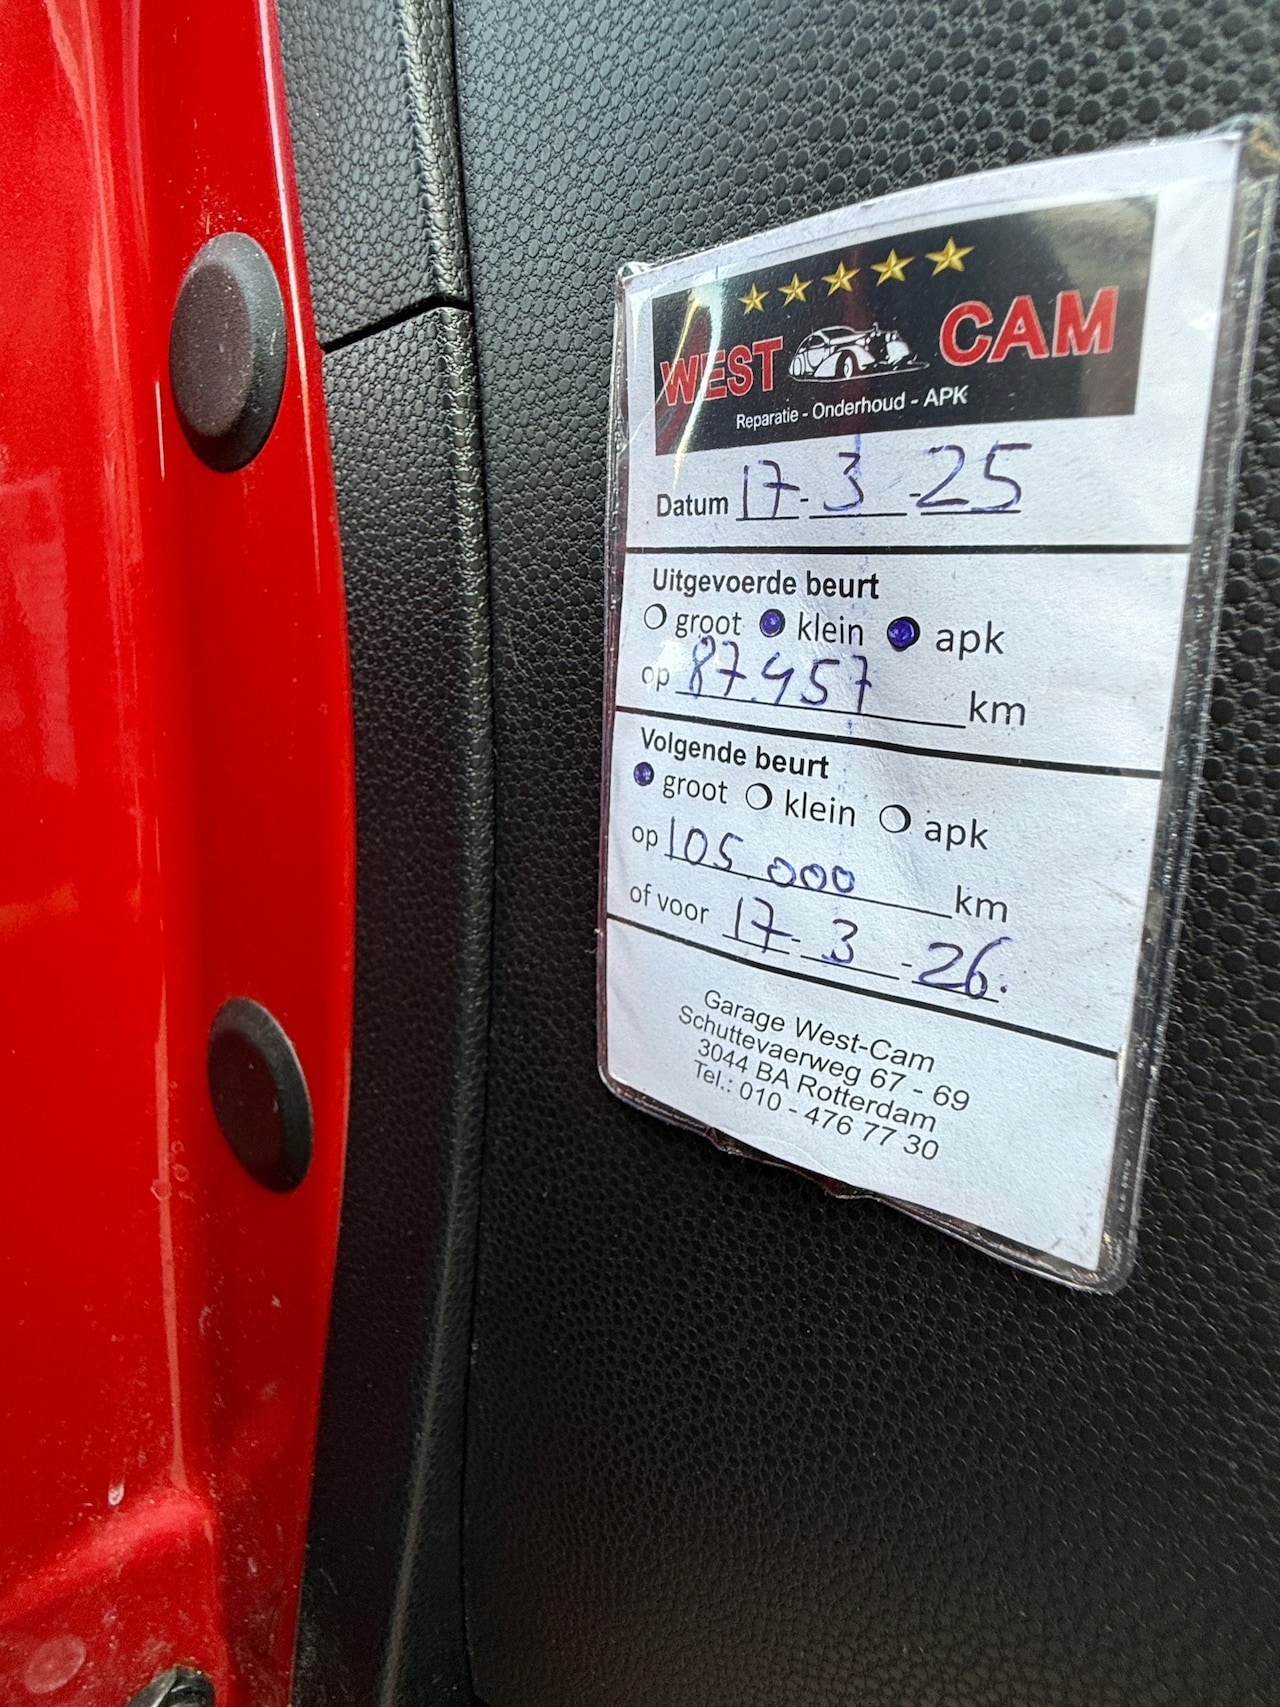 WEST CAM
Reparatie - Onderhoud - APK
Datum 17-3-25
Uitgevoerde beurt
groot klein apk
op 87.457 km
Volgende beurt
groot klein apk
op 105.000 km
of voor 17-3-26.
Garage West-Cam
Schuttevaerweg 67 - 69
3044 BA Rotterdam
Tel.: 010 - 476 77 30